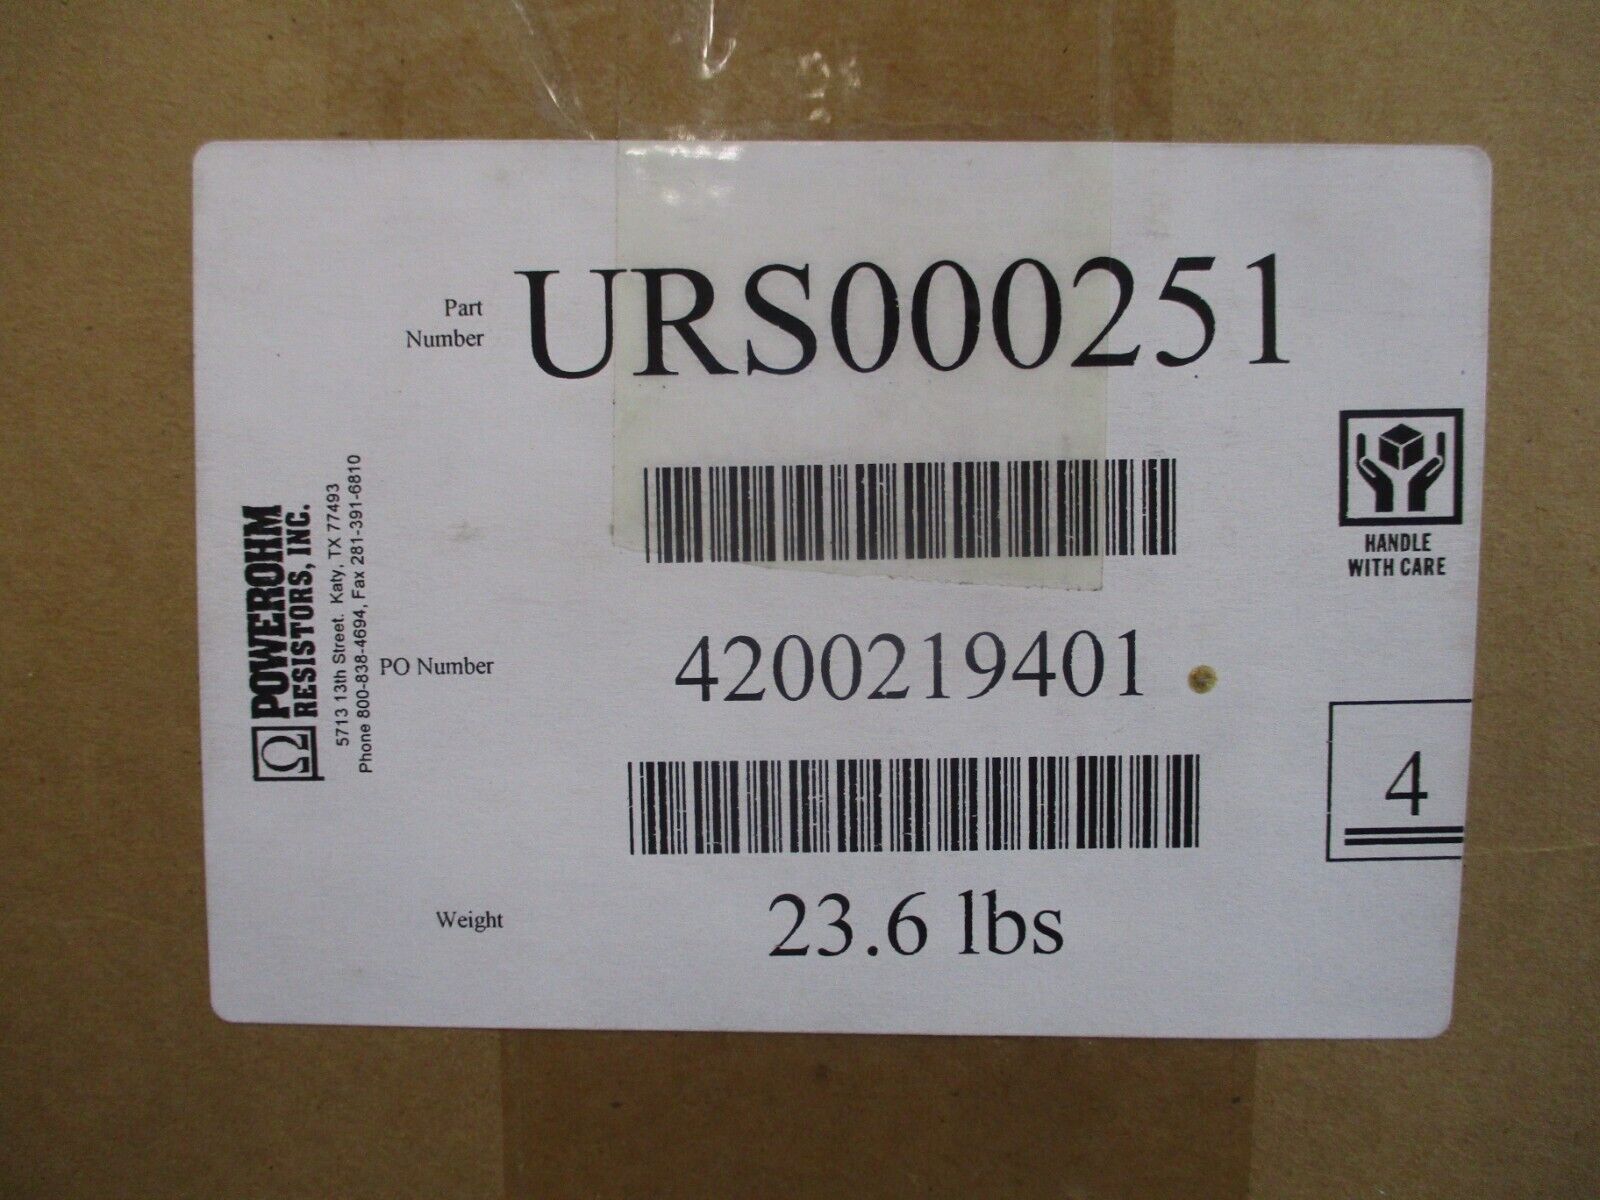 Part
Number
URS000251
POWEROHM
RESISTORS, INC.
5713 13th Street. Katy, TX 77493
Phone 800-838-4694, Fax 281-391-6810
HANDLE
WITH CARE
PO Number
4200219401
4
Weight
23.6 lbs